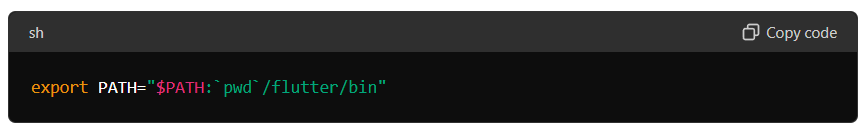 sh
Copy code
export PATH="$PATH:`pwd`/flutter/bin"